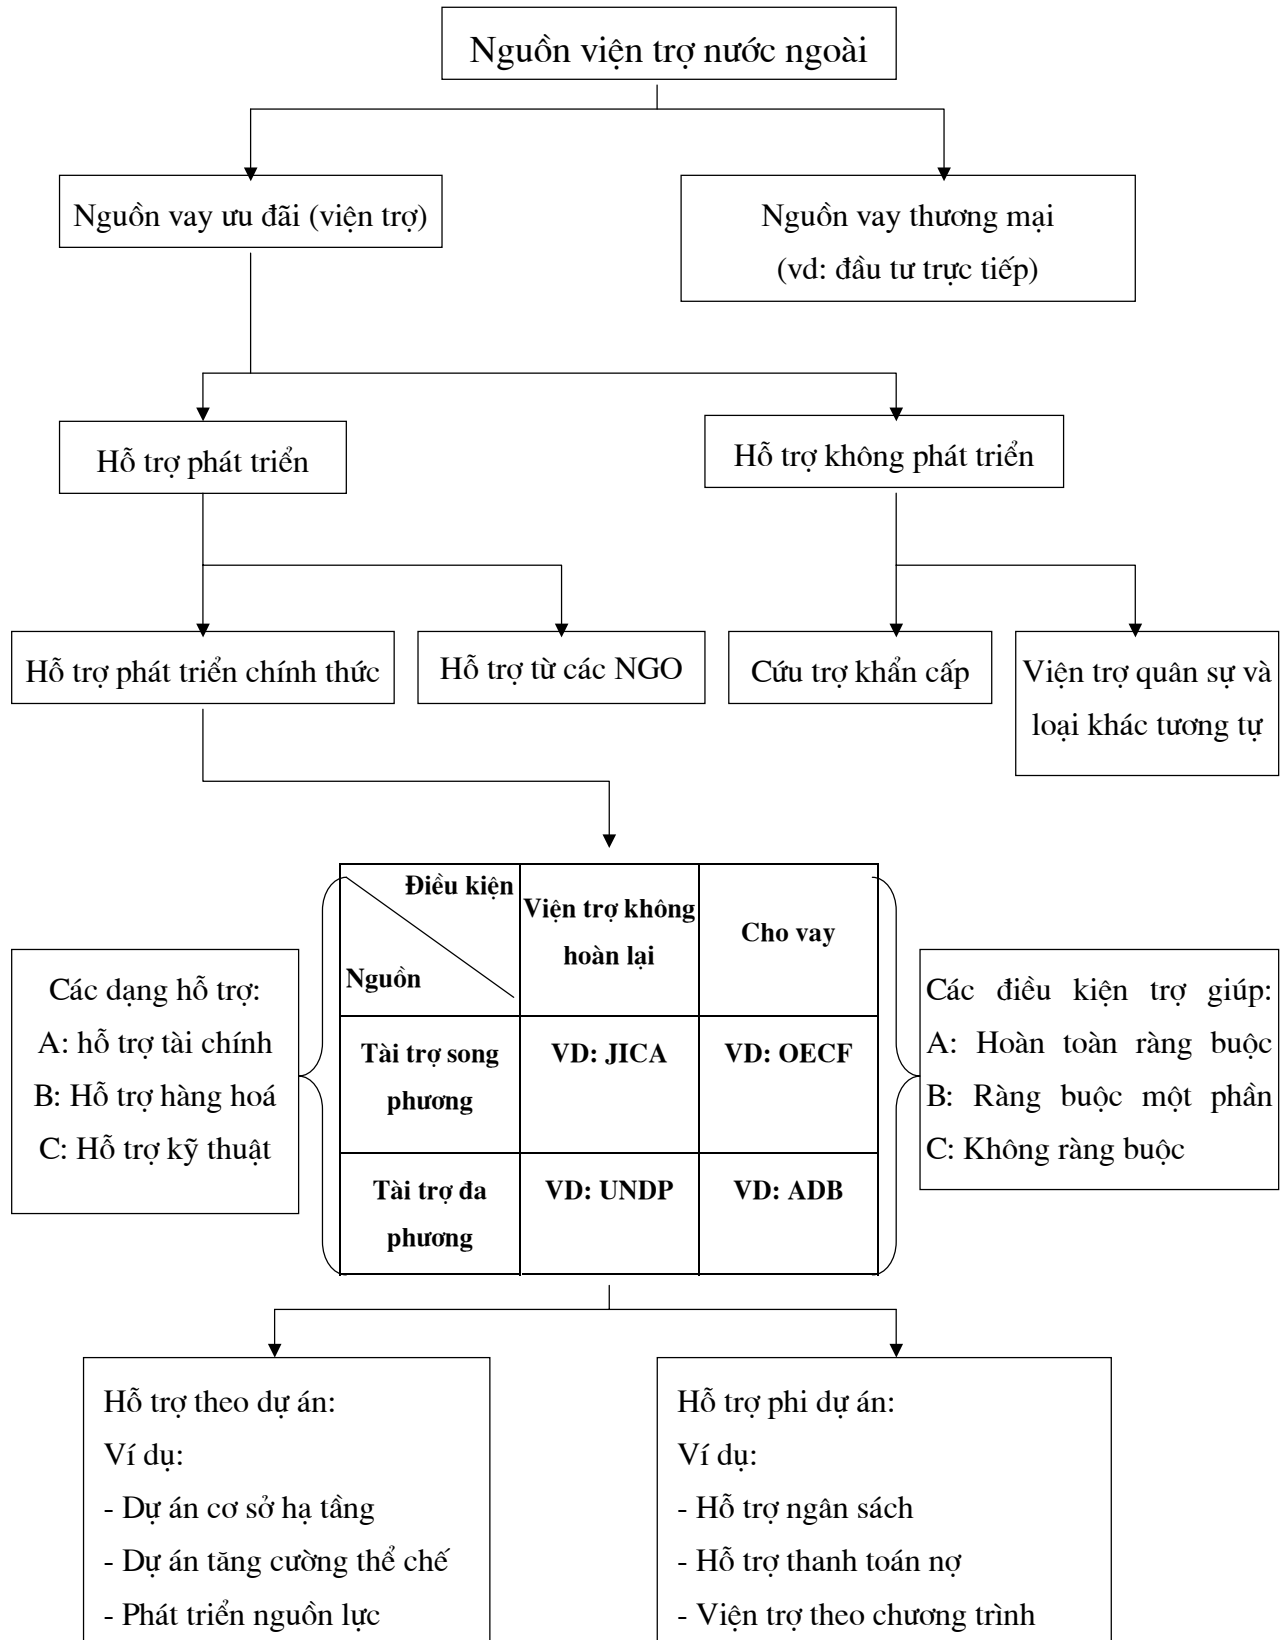 Nguồn viện trợ nước ngoài
Nguồn vay ưu đãi (viện trợ)
Nguồn vay thương mại
(vd: đầu tư trực tiếp)
Hỗ trợ phát triển
Hỗ trợ không phát triển
Hỗ trợ phát triển chính thức
Hỗ trợ từ các NGO
Cứu trợ khẩn cấp
Viện trợ quân sự và
loại khác tương tự
Các dạng hỗ trợ:
A: hỗ trợ tài chính
B: Hỗ trợ hàng hoá
C: Hỗ trợ kỹ thuật
Điều kiện
Nguồn
Viện trợ không
hoàn lại
Cho vay
Tài trợ song
phương
VD: JICA
VD: OECF
Tài trợ đa
phương
VD: UNDP
VD: ADB
Các điều kiện trợ giúp:
A: Hoàn toàn ràng buộc
B: Ràng buộc một phần
C: Không ràng buộc
Hỗ trợ theo dự án:
Ví dụ:
- Dự án cơ sở hạ tầng
- Dự án tăng cường thể chế
- Phát triển nguồn lực
Hỗ trợ phi dự án:
Ví dụ:
- Hỗ trợ ngân sách
- Hỗ trợ thanh toán nợ
- Viện trợ theo chương trình